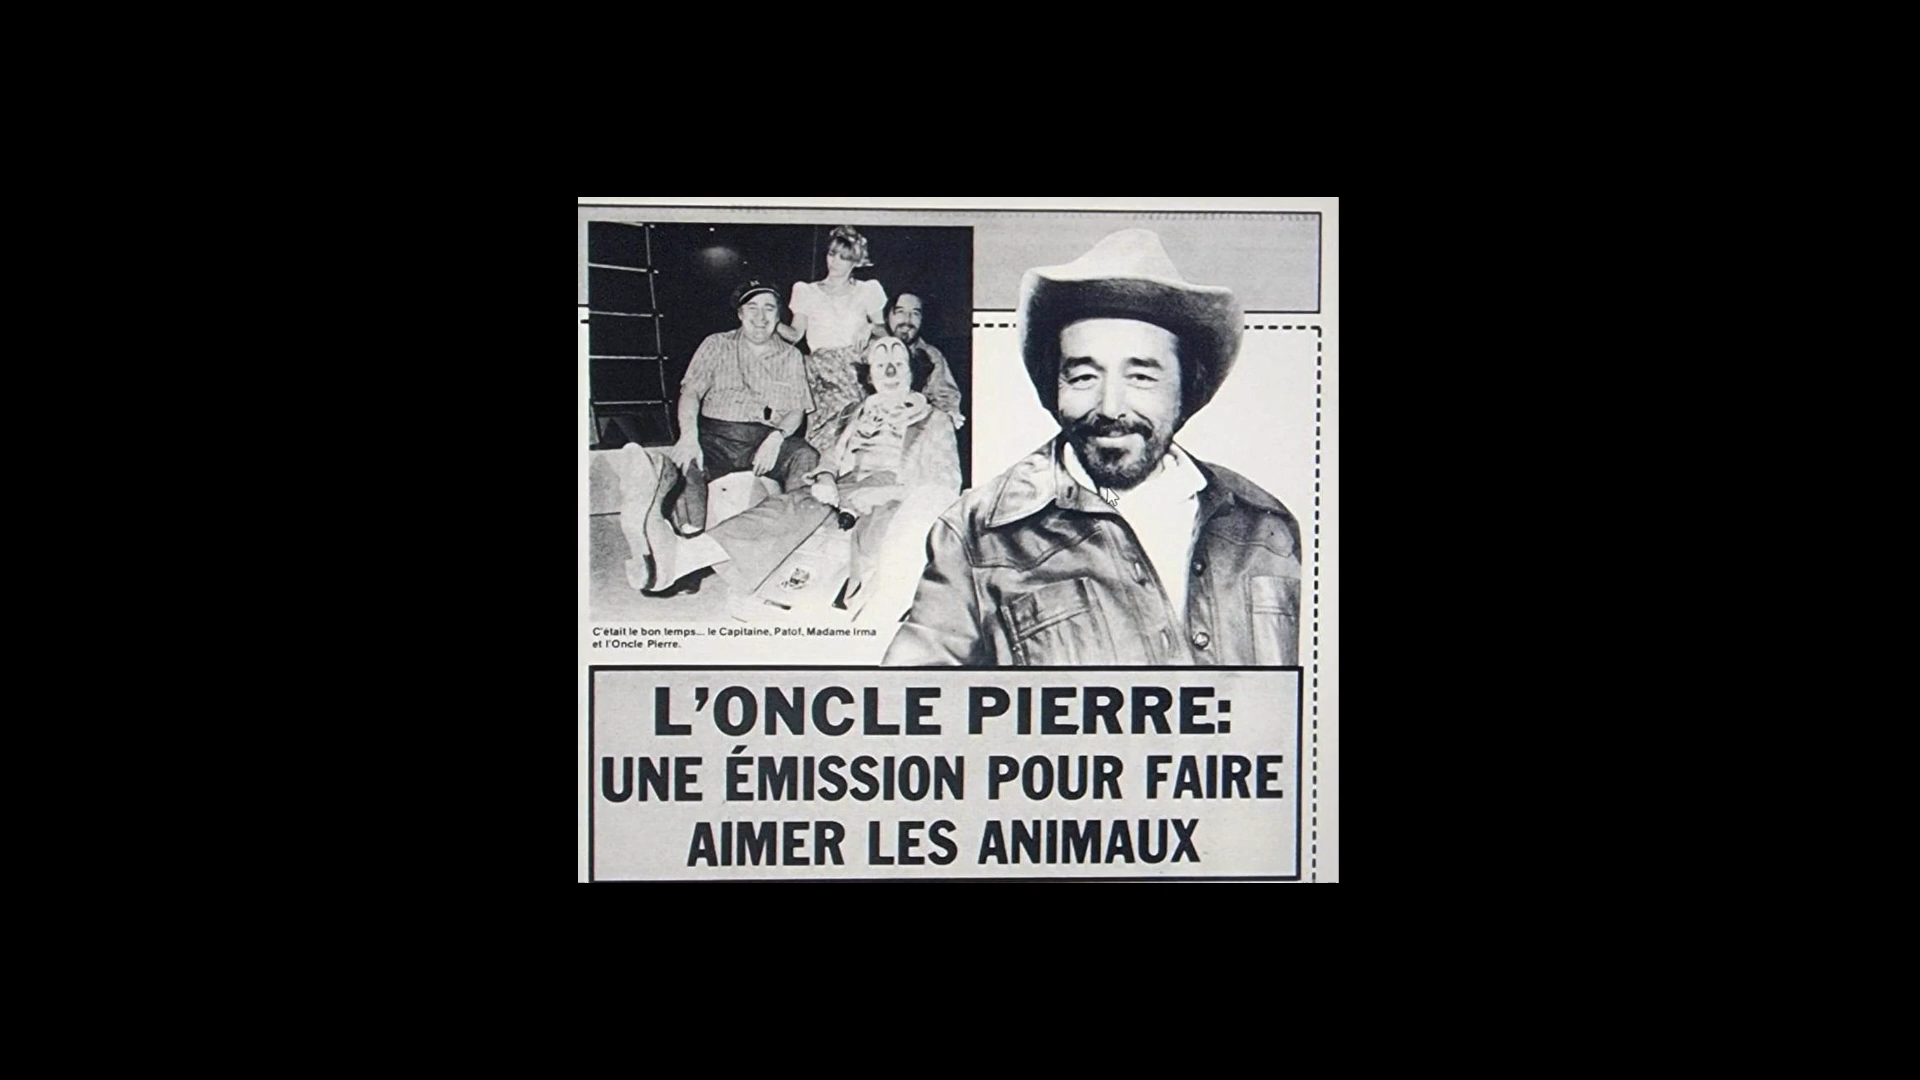 C'était le bon temps... le Capitaine, Patof, Madame Irma
et l'Oncle Pierre.
L'ONCLE PIERRE:
UNE ÉMISSION POUR FAIRE
AIMER LES ANIMAUX